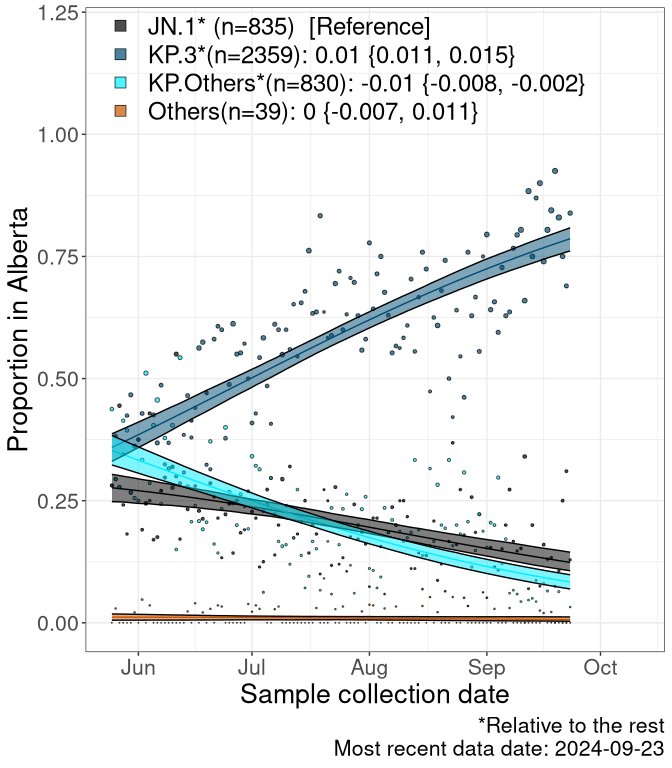 1.25
1.00
0.75
0.50
0.25
0.00
Proportion in Alberta
JN.1* (n=835)  [Reference]
KP.3*(n=2359): 0.01 {0.011, 0.015}
KP.Others*(n=830): -0.01 {-0.008, -0.002}
Others(n=39): 0 {-0.007, 0.011}
Jun Jul Aug Sep Oct
Sample collection date
*Relative to the rest
Most recent data date: 2024-09-23